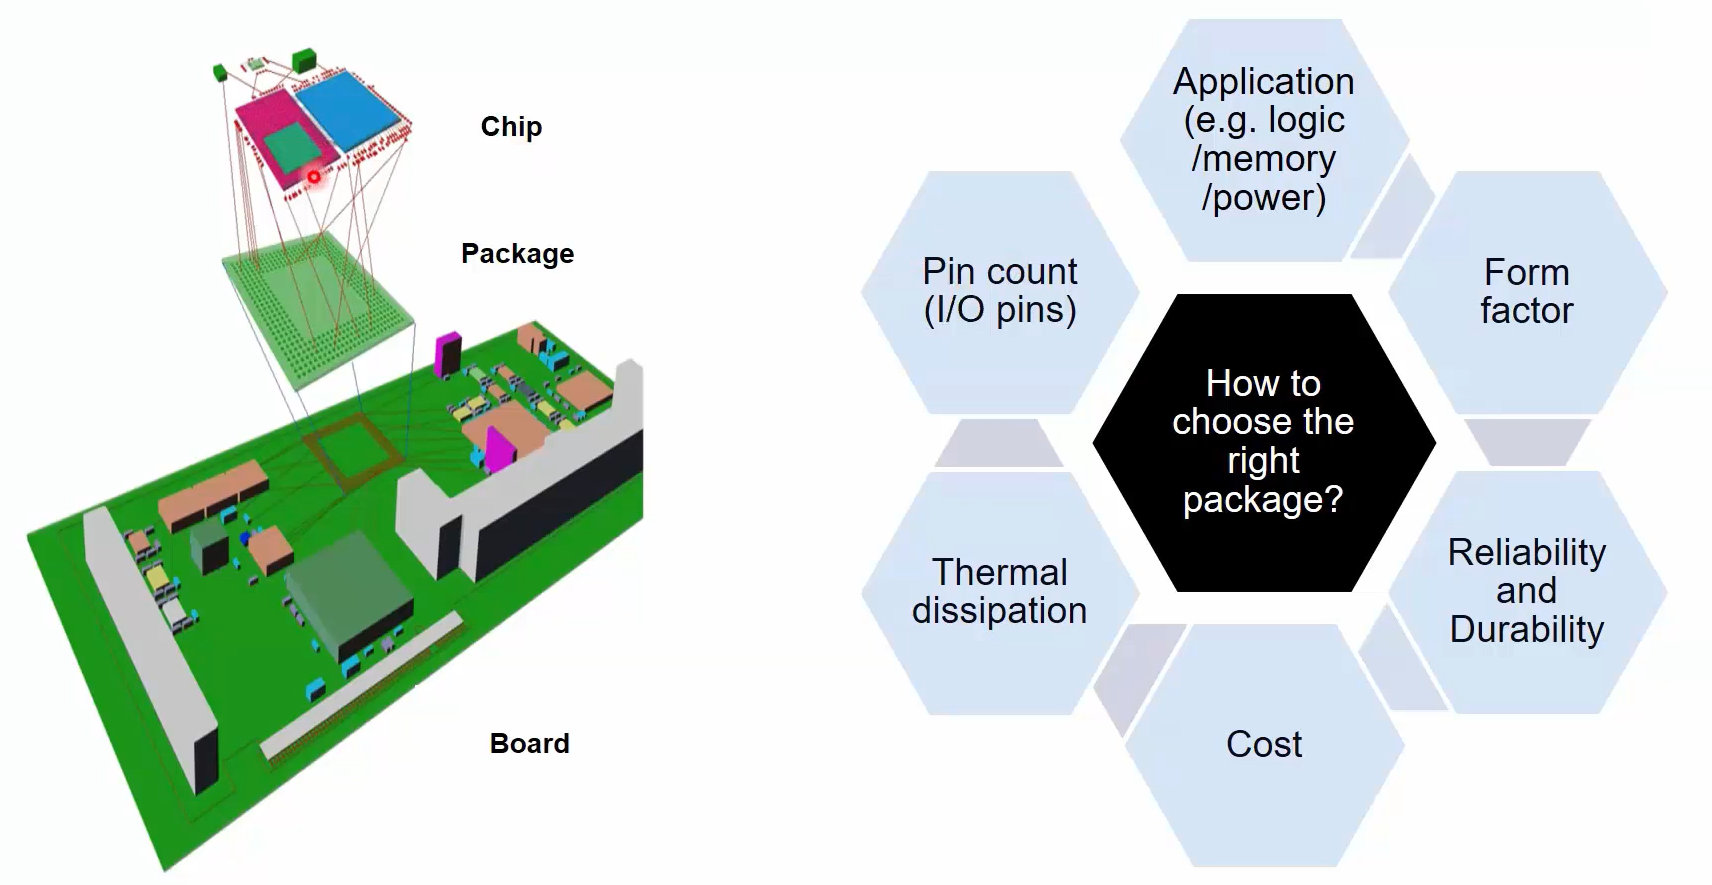 Chip
Package
Board
Application
(e.g. logic
/memory
/power)
Form
factor
Reliability
and
Durability
Cost
Thermal
dissipation
Pin count
(I/O pins)
How to
choose the
right
package?